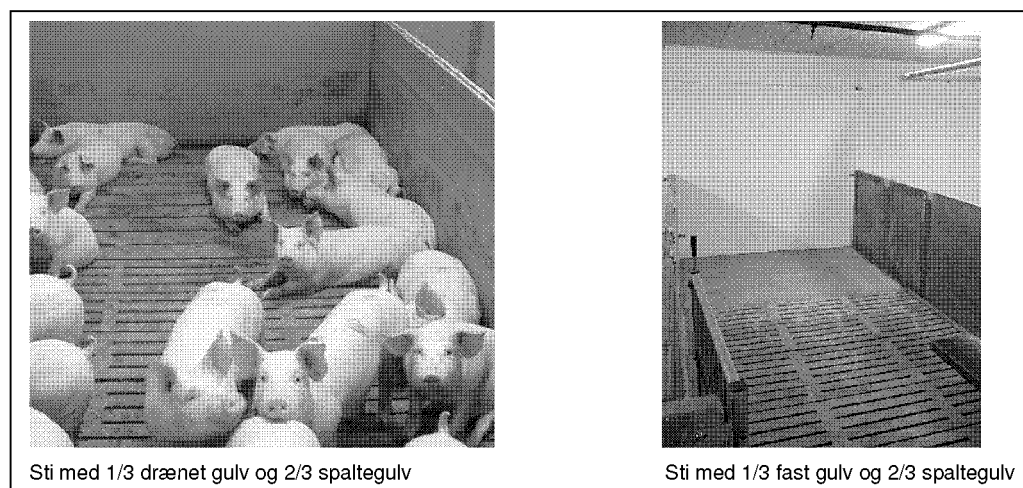 Sti med 1/3 drænet gulv og 2/3 spaltegulv
Sti med 1/3 fast gulv og 2/3 spaltegulv